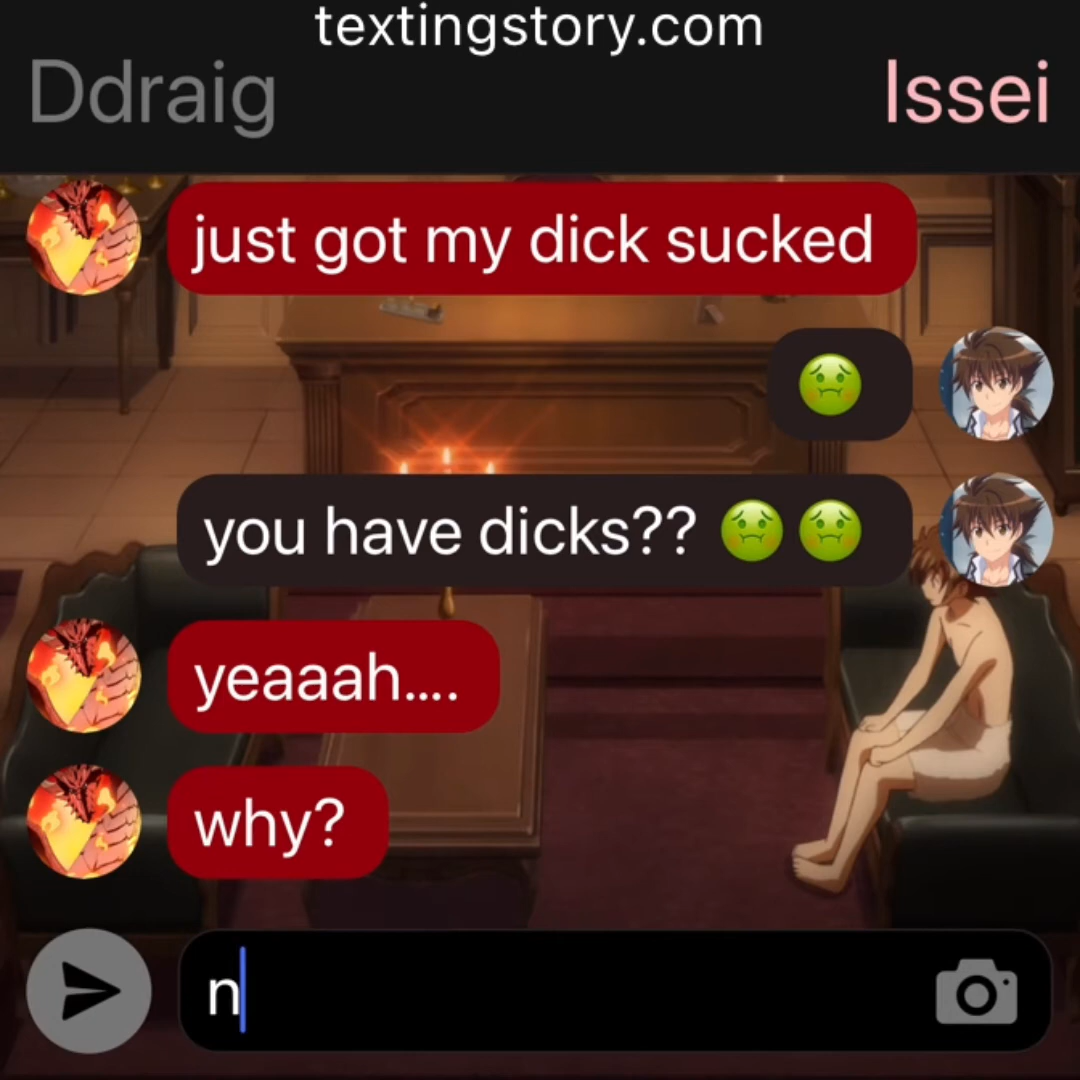 textingstory.com
Ddraig
Issei
just got my dick sucked
🤢
you have dicks?? 🤢🤢
yeaaah....
why?
n